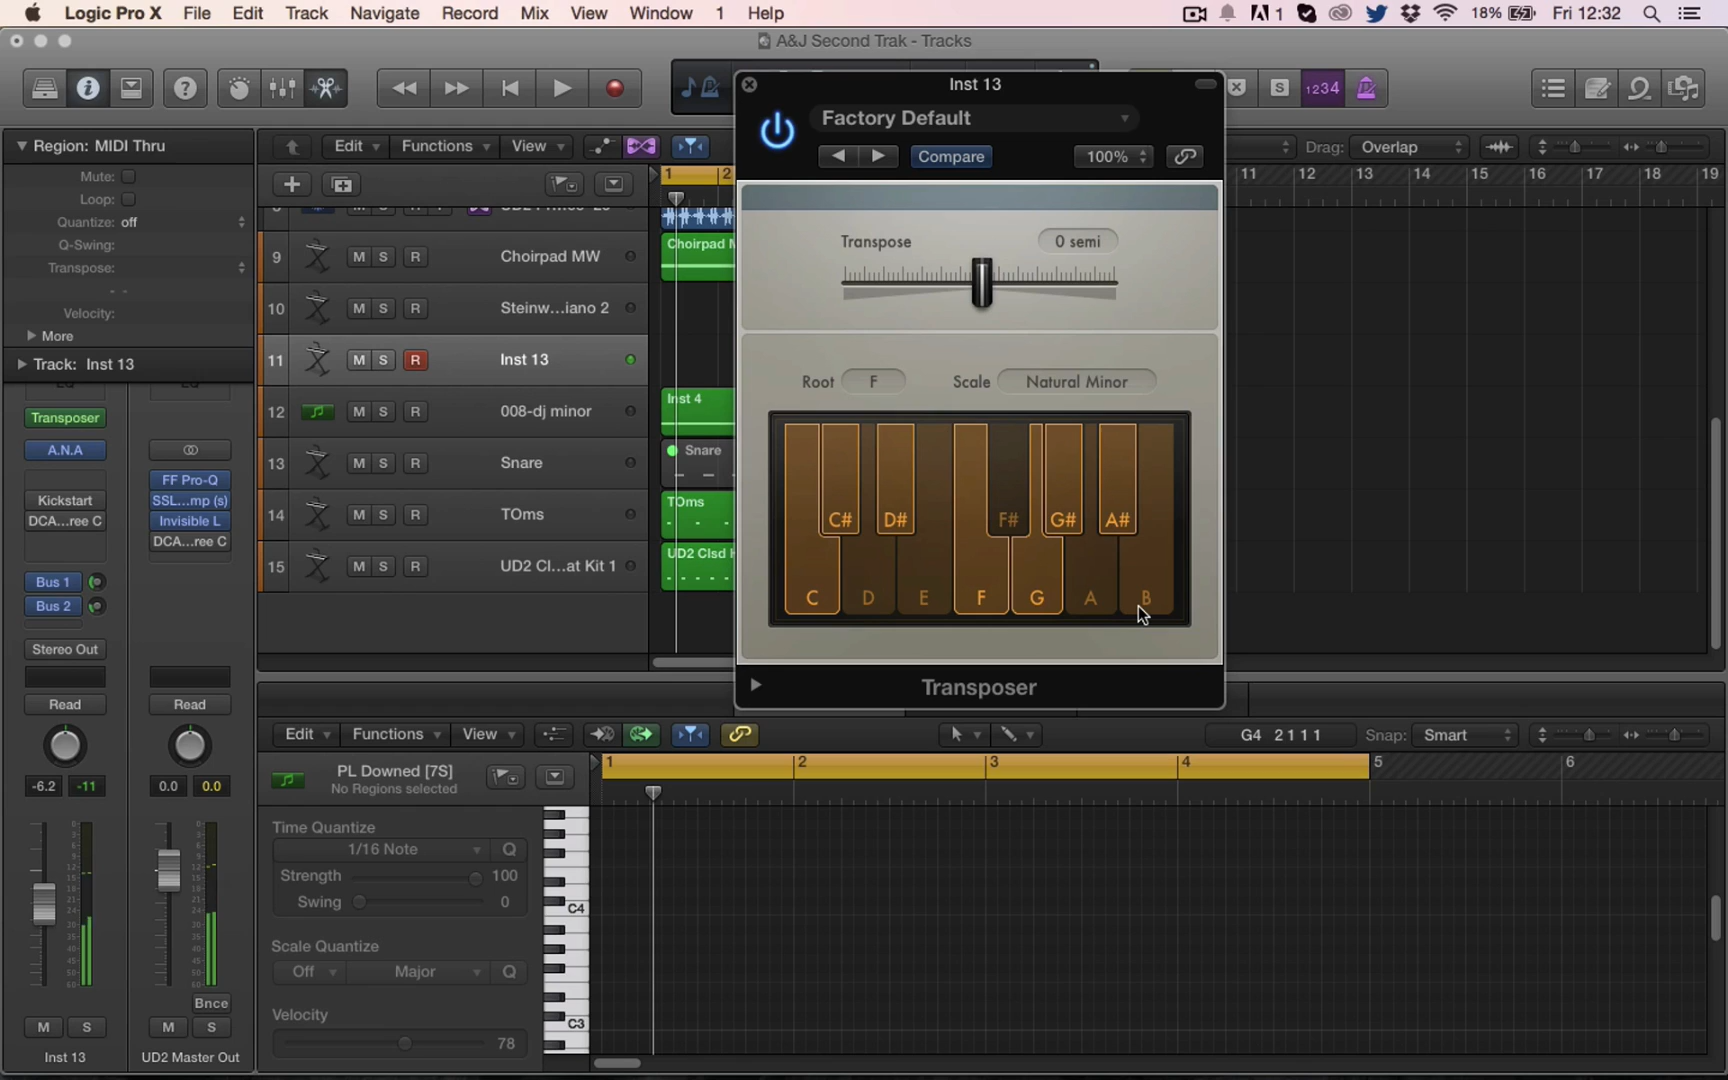 Logic Pro X File Edit Track Navigate Record Mix View Window 1 Help 1 18% Fri 12:32
A&J Second Trak - Tracks
1234
Inst 13
Factory Default
Compare 100%
Region: MIDI Thru
Mute:
Loop:
Quantize: off
Q-Swing:
Transpose:
- -
Velocity:
More
Track: Inst 13
EQ
EQ
Transposer
A.N.A
Kickstart
DCA...ree C
FF Pro-Q
SSL...mp (s)
Invisible L
DCA...ree C
Bus 1
Bus 2
Stereo Out
Read
Read
-6.2 -11
0.0 0.0
Bnce
M S
M S
Inst 13
UD2 Master Out
Edit Functions View
Drag: Overlap
1 2 11 12 13 14 15 16 17 18 19
9 M S R Choirpad MW
Choirpad M
10 M S R Steinw...iano 2
11 M S R Inst 13
12 M S R 008-dj minor
Inst 4
13 M S R Snare
Snare
14 M S R TOms
TOms
15 M S R UD2 Cl...at Kit 1
UD2 Clsd H
Transpose 0 semi
Root F Scale Natural Minor
C# D# F# G# A#
C D E F G A B
Transposer
Edit Functions View
G4 2 1 1 1 Snap: Smart
PL Downed [7S]
No Regions selected
1 2 3 4 5 6
Time Quantize
1/16 Note Q
Strength 100
Swing 0
Scale Quantize
Off Major Q
Velocity
78
C4
C3